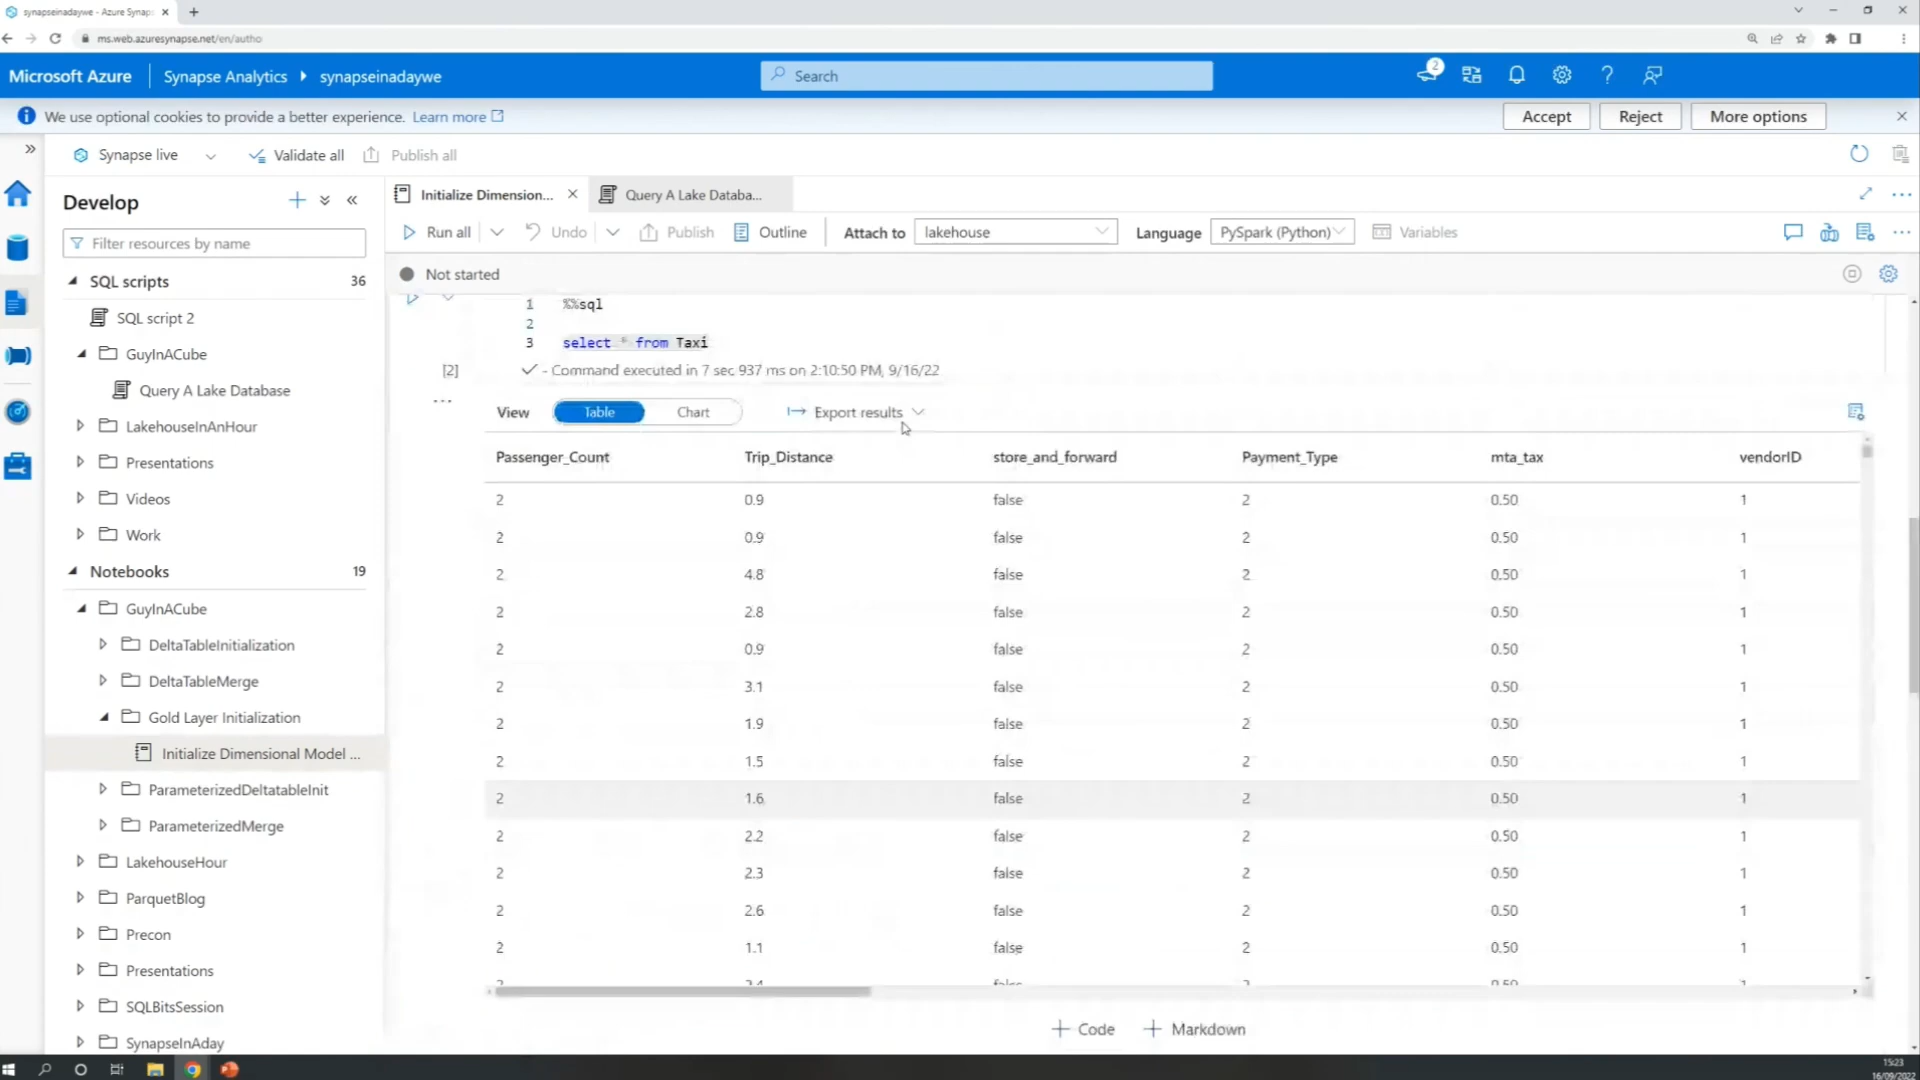 synapseinadaywe - Azure Synap
ms.web.azuresynapse.net/en/autho
Microsoft Azure
Synapse Analytics
synapseinadaywe
Search
2
We use optional cookies to provide a better experience. Learn more
Accept
Reject
More options
Synapse live
Validate all
Publish all
Develop
Filter resources by name
SQL scripts 36
SQL script 2
GuyInACube
Query A Lake Database
LakehouseInAnHour
Presentations
Videos
Work
Notebooks 19
GuyInACube
DeltaTableInitialization
DeltaTableMerge
Gold Layer Initialization
Initialize Dimensional Model ...
ParameterizedDeltatableInit
ParameterizedMerge
LakehouseHour
ParquetBlog
Precon
Presentations
SQLBitsSession
SynapseInAday
Initialize Dimension...
Query A Lake Databa...
Run all
Undo
Publish
Outline
Attach to
lakehouse
Language
PySpark (Python)
Variables
Not started
1 %%sql
2
3 select * from Taxi
[2] - Command executed in 7 sec 937 ms on 2:10:50 PM, 9/16/22
View Table Chart Export results
Passenger_Count Trip_Distance store_and_forward Payment_Type mta_tax vendorID
2 0.9 false 2 0.50 1
2 0.9 false 2 0.50 1
2 4.8 false 2 0.50 1
2 2.8 false 2 0.50 1
2 0.9 false 2 0.50 1
2 3.1 false 2 0.50 1
2 1.9 false 2 0.50 1
2 1.5 false 2 0.50 1
2 1.6 false 2 0.50 1
2 2.2 false 2 0.50 1
2 2.3 false 2 0.50 1
2 2.6 false 2 0.50 1
2 1.1 false 2 0.50 1
Code
Markdown
15:23
16/09/2022